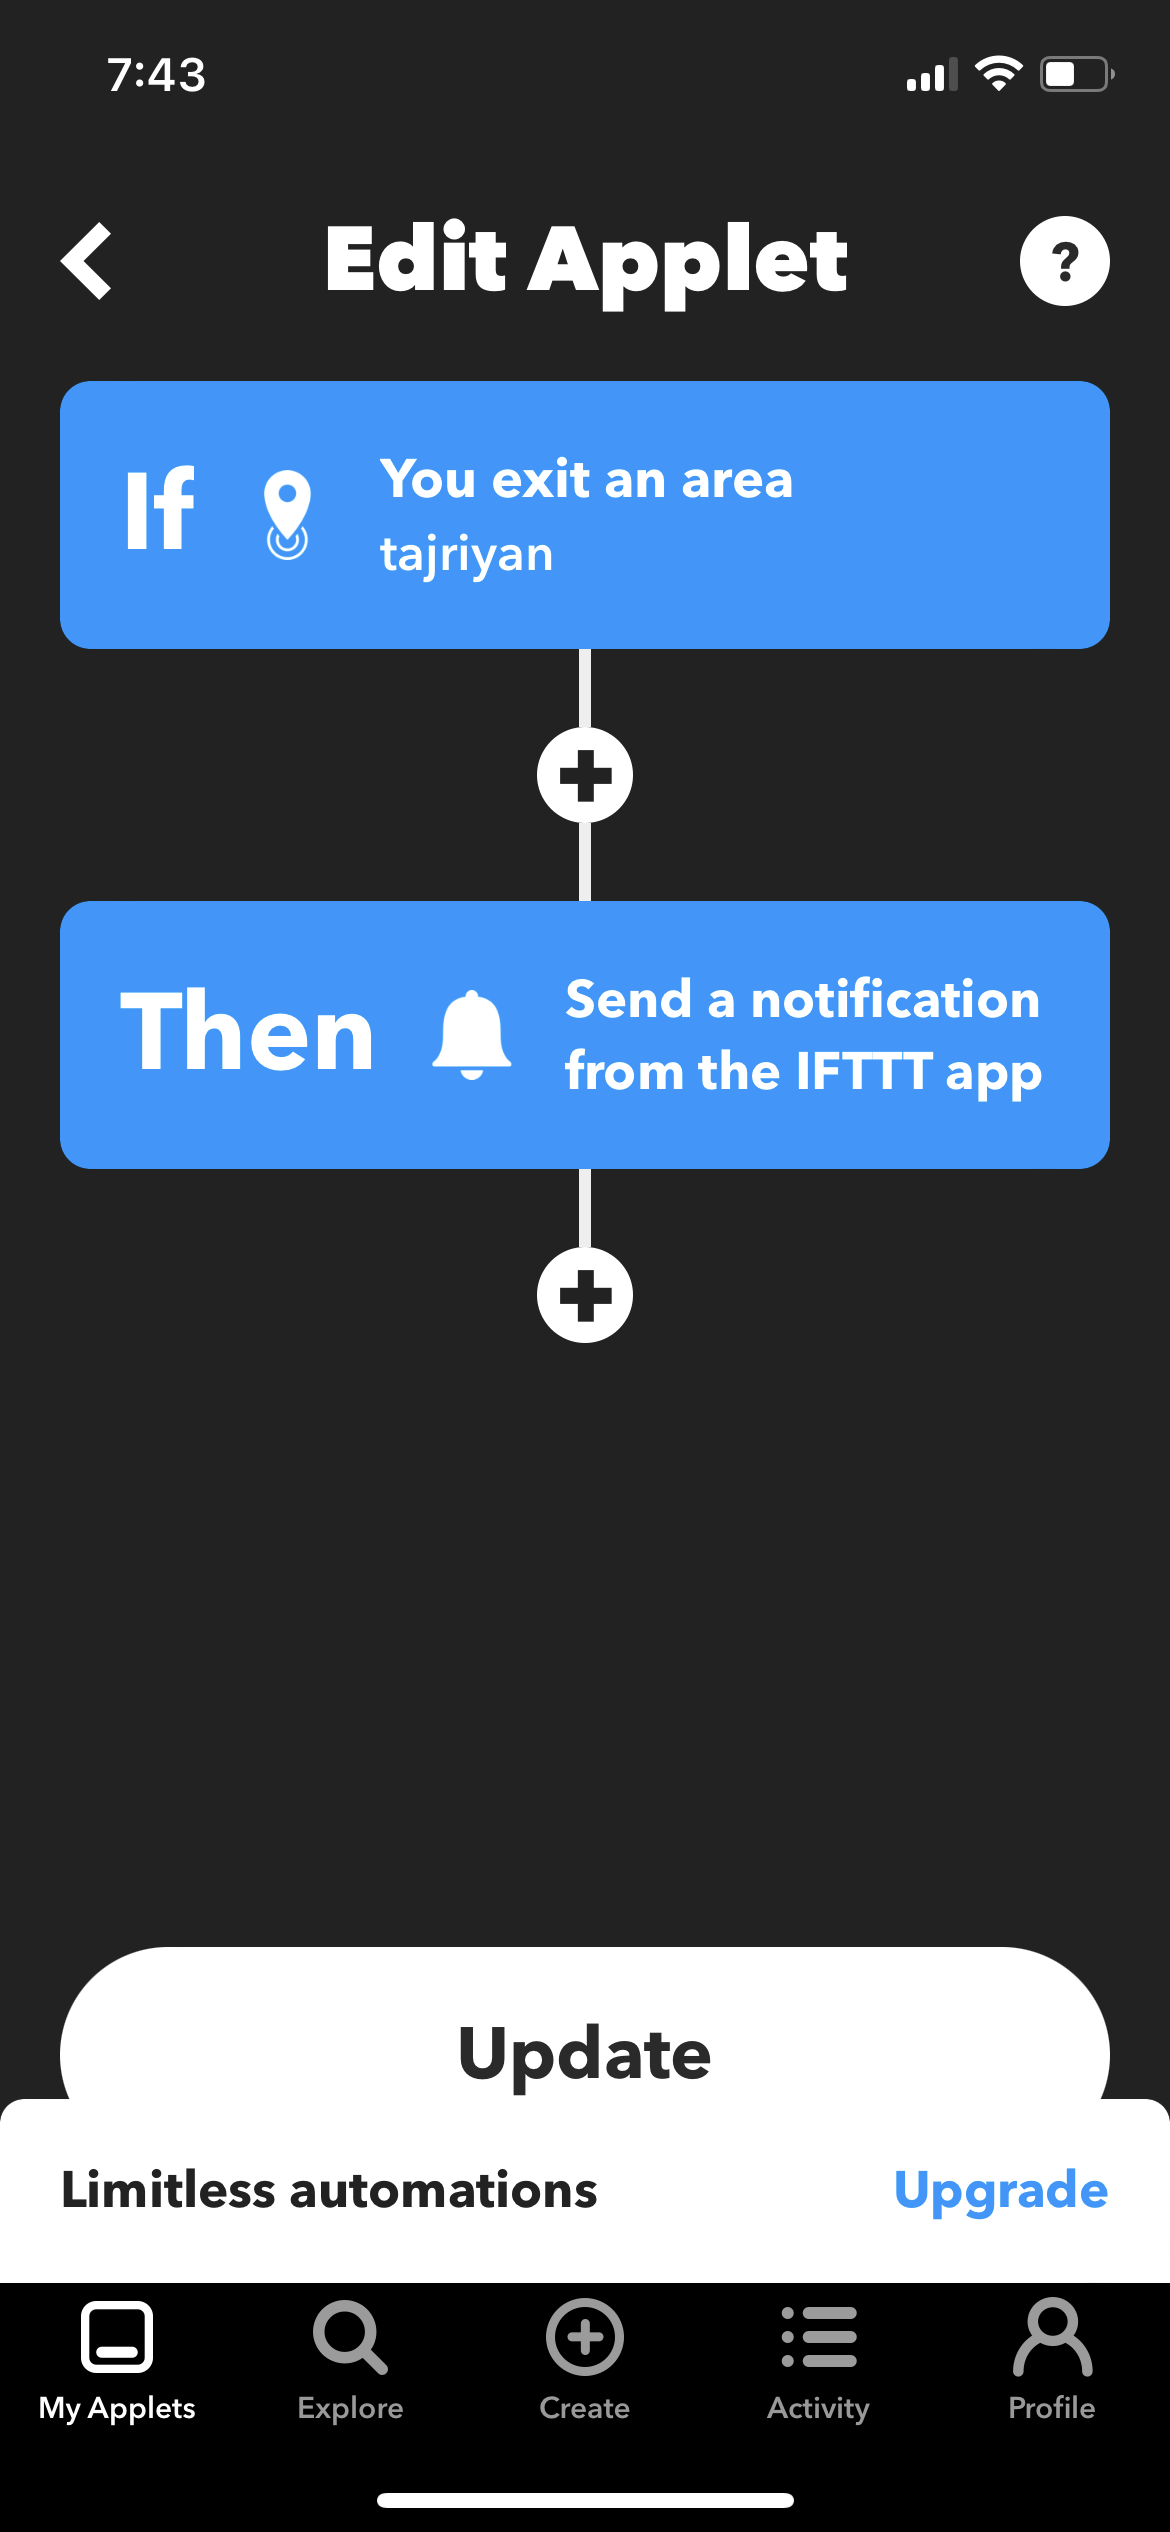 7:43
Edit Applet
?
If
You exit an area
tajriyan
Then
Send a notification
from the IFTTT app
Update
Limitless automations
Upgrade
My Applets
Explore
Create
Activity
Profile